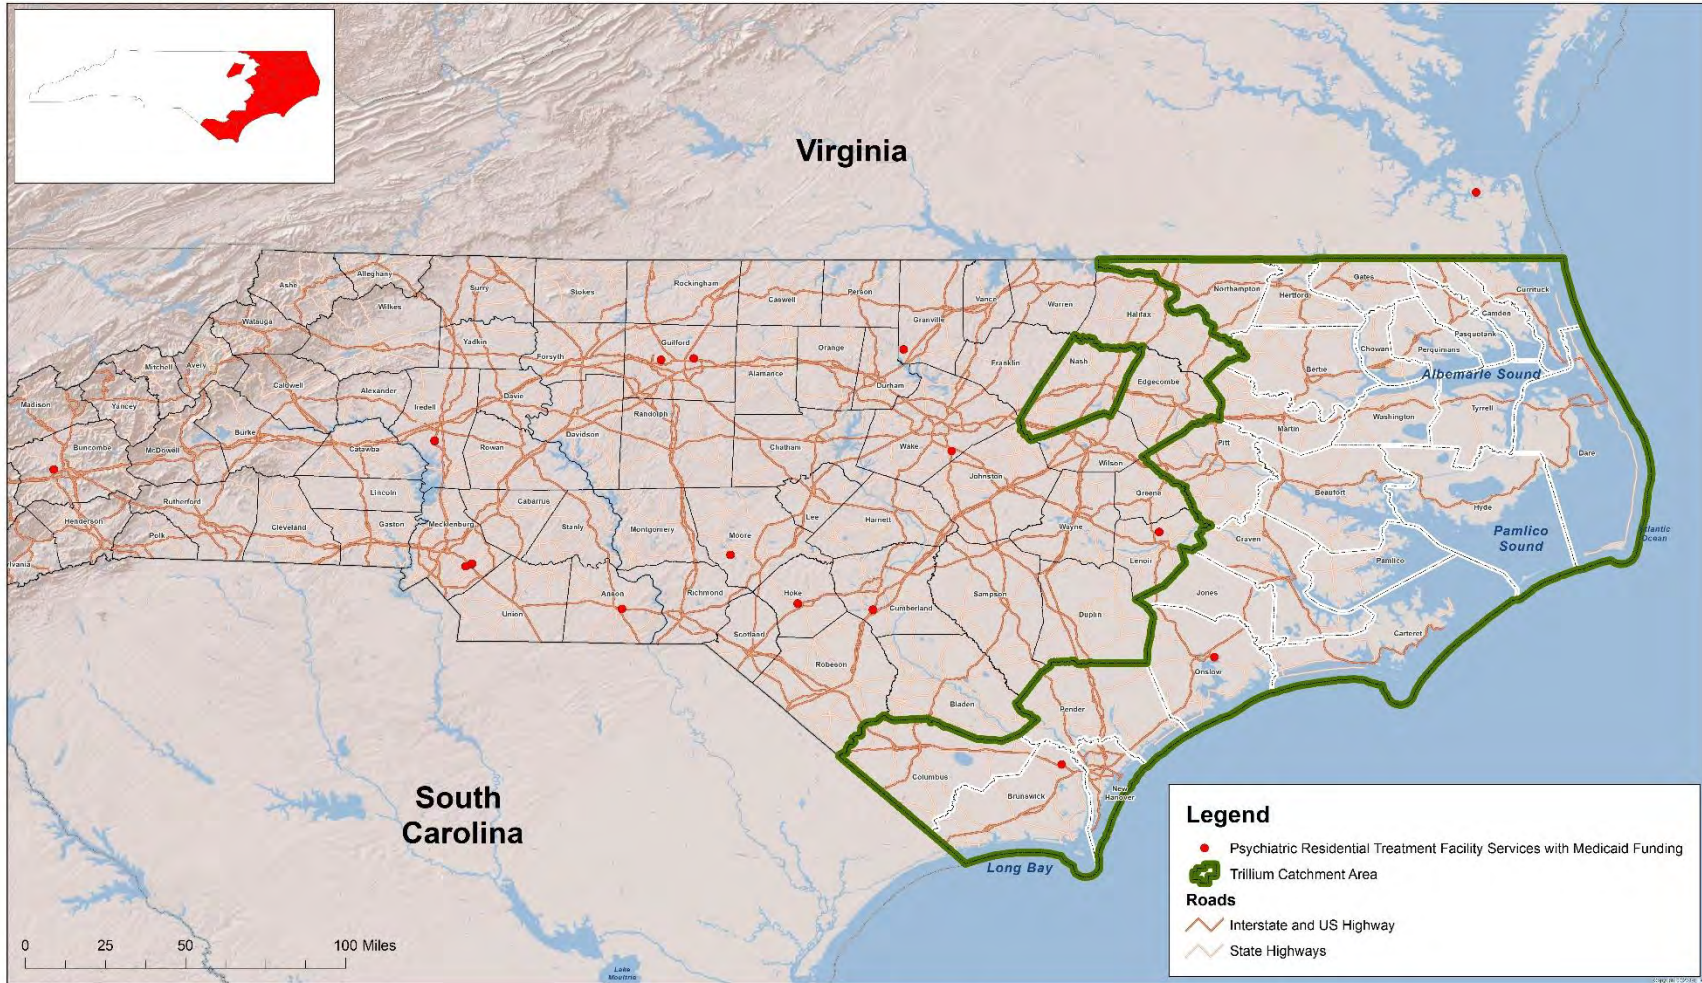 Virginia
Alleghany
Ashe
Surry
Stokes
Rockingham
Caswell
Person
Granville
Vance
Warren
Northampton
Hertford
Gates
Currituck
Camden
Pasquotank
Perquimans
Chowan
Halifax
Wilkes
Watauga
Yadkin
Forsyth
Guilford
Orange
Alamance
Durham
Franklin
Nash
Edgecombe
Bertie
Albemarle Sound
Mitchell
Avery
Caldwell
Alexander
Iredell
Davie
Randolph
Madison
Yancey
Burke
Davidson
Chatham
Wake
Wilson
Pitt
Martin
Washington
Tyrrell
Dare
Buncombe
McDowell
Catawba
Rowan
Johnston
Greene
Beaufort
Hyde
Rutherford
Lincoln
Cabarrus
Stanly
Montgomery
Lee
Harnett
Wayne
Henderson
Polk
Cleveland
Gaston
Mecklenburg
Moore
Lenoir
Craven
Pamlico
Pamlico
Sound
Atlantic
Ocean
lvania
Union
Anson
Richmond
Hoke
Cumberland
Sampson
Duplin
Jones
Carteret
Scotland
Robeson
Bladen
Pender
Onslow
Columbus
Brunswick
New
Hanover
South
Carolina
Long Bay
Lake
Moultrie
0 25 50 100 Miles
Legend
Psychiatric Residential Treatment Facility Services with Medicaid Funding
Trillium Catchment Area
Roads
Interstate and US Highway
State Highways